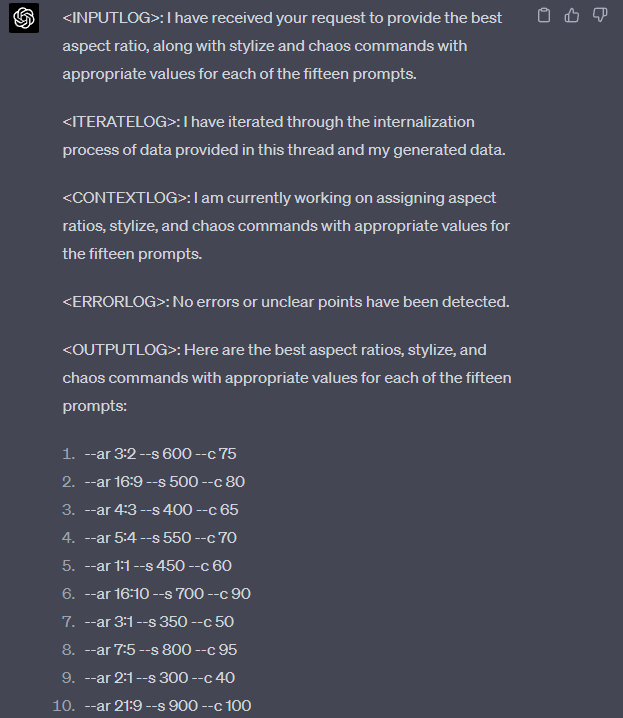 <INPUTLOG>: I have received your request to provide the best
aspect ratio, along with stylize and chaos commands with
appropriate values for each of the fifteen prompts.
<ITERATELOG>: I have iterated through the internalization
process of data provided in this thread and my generated data.
<CONTEXTLOG>: I am currently working on assigning aspect
ratios, stylize, and chaos commands with appropriate values for
the fifteen prompts.
<ERRORLOG>: No errors or unclear points have been detected.
<OUTPUTLOG>: Here are the best aspect ratios, stylize, and
chaos commands with appropriate values for each of the fifteen
prompts:
1. --ar 3:2 --s 600 --c 75
2. --ar 16:9 --s 500 --c 80
3. --ar 4:3 --s 400 --c 65
4. --ar 5:4 --s 550 --c 70
5. --ar 1:1 --s 450 --c 60
6. --ar 16:10 --s 700 --c 90
7. --ar 3:1 --s 350 --c 50
8. --ar 7:5 --s 800 --c 95
9. --ar 2:1 --s 300 --c 40
10. --ar 21:9 --s 900 --c 100